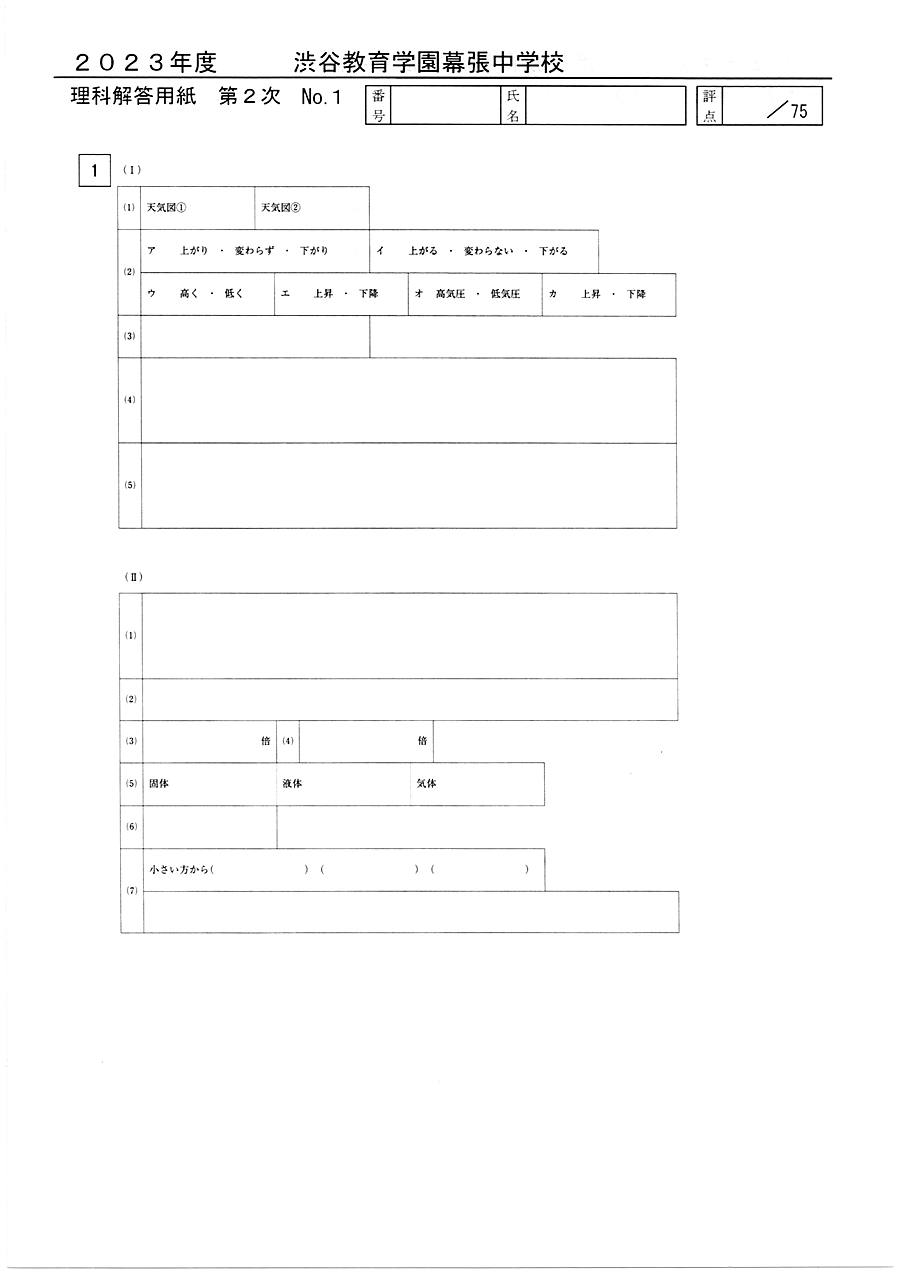 2023年度　渋谷教育学園幕張中学校
理科解答用紙　第2次　No.1　番号　氏名　評点　／75
1　(Ⅰ)
(1)　天気図①　天気図②
(2)　ア　上がり ・ 変わらず ・ 下がり　イ　上がる ・ 変わらない ・ 下がる
ウ　高く ・ 低く　エ　上昇 ・ 下降　オ　高気圧 ・ 低気圧　カ　上昇 ・ 下降
(3)
(4)
(5)
(Ⅱ)
(1)
(2)
(3)　倍　(4)　倍
(5)　固体　液体　気体
(6)
(7)　小さい方から(　　　) (　　　) (　　　)